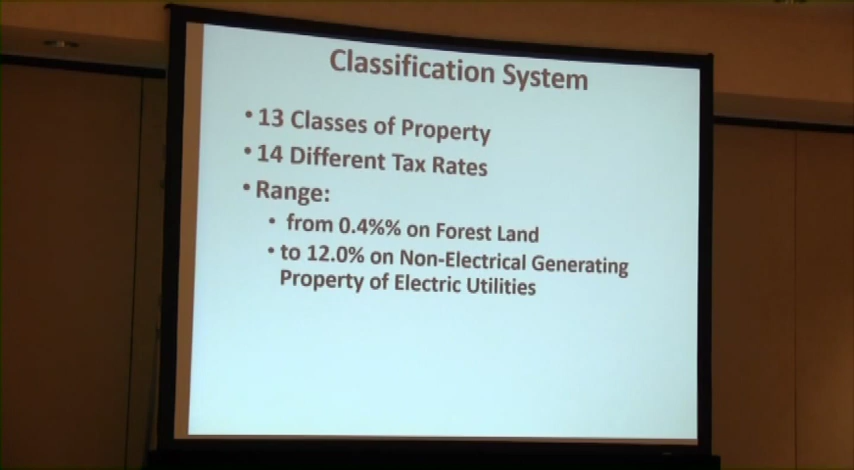 Classification System
• 13 Classes of Property
• 14 Different Tax Rates
• Range:
• from 0.4%% on Forest Land
• to 12.0% on Non-Electrical Generating
Property of Electric Utilities